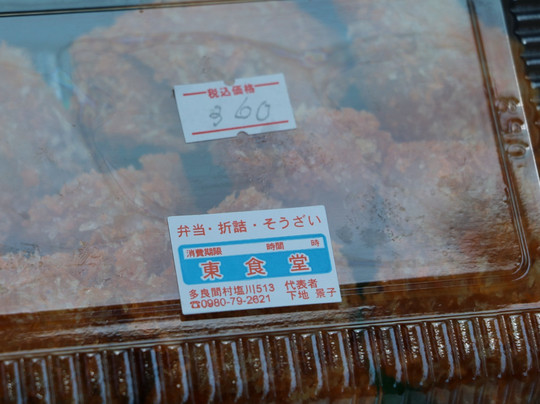 税込価格
360
弁当・折詰・そうざい
消費期限 時間 時
東食堂
多良間村塩川513 代表者
☎0980-79-2621 下地 景子